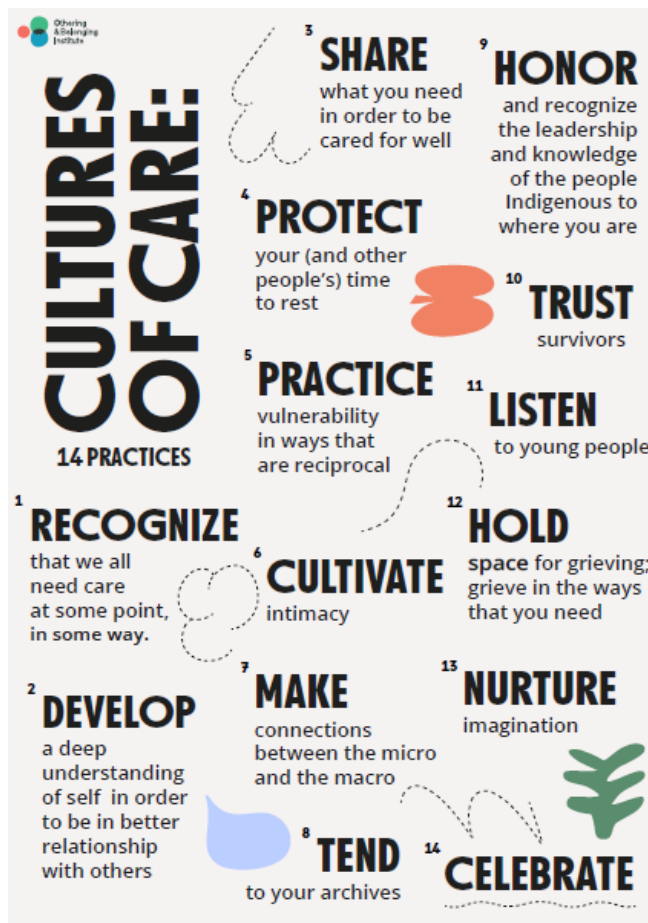 Othering
& Belonging
Institute
CULTURES
OF CARE:
14 PRACTICES
1
RECOGNIZE
that we all
need care
at some point,
in some way.
2
DEVELOP
a deep
understanding
of self in order
to be in better
relationship
with others
3
SHARE
what you need
in order to be
cared for well
4
PROTECT
your (and other
people's) time
to rest
5
PRACTICE
vulnerability
in ways that
are reciprocal
6
CULTIVATE
intimacy
7
MAKE
connections
between the micro
and the macro
8
TEND
to your archives
9
HONOR
and recognize
the leadership
and knowledge
of the people
Indigenous to
where you are
10
TRUST
survivors
11
LISTEN
to young people
12
HOLD
space for grieving;
grieve in the ways
that you need
13
NURTURE
imagination
14
CELEBRATE